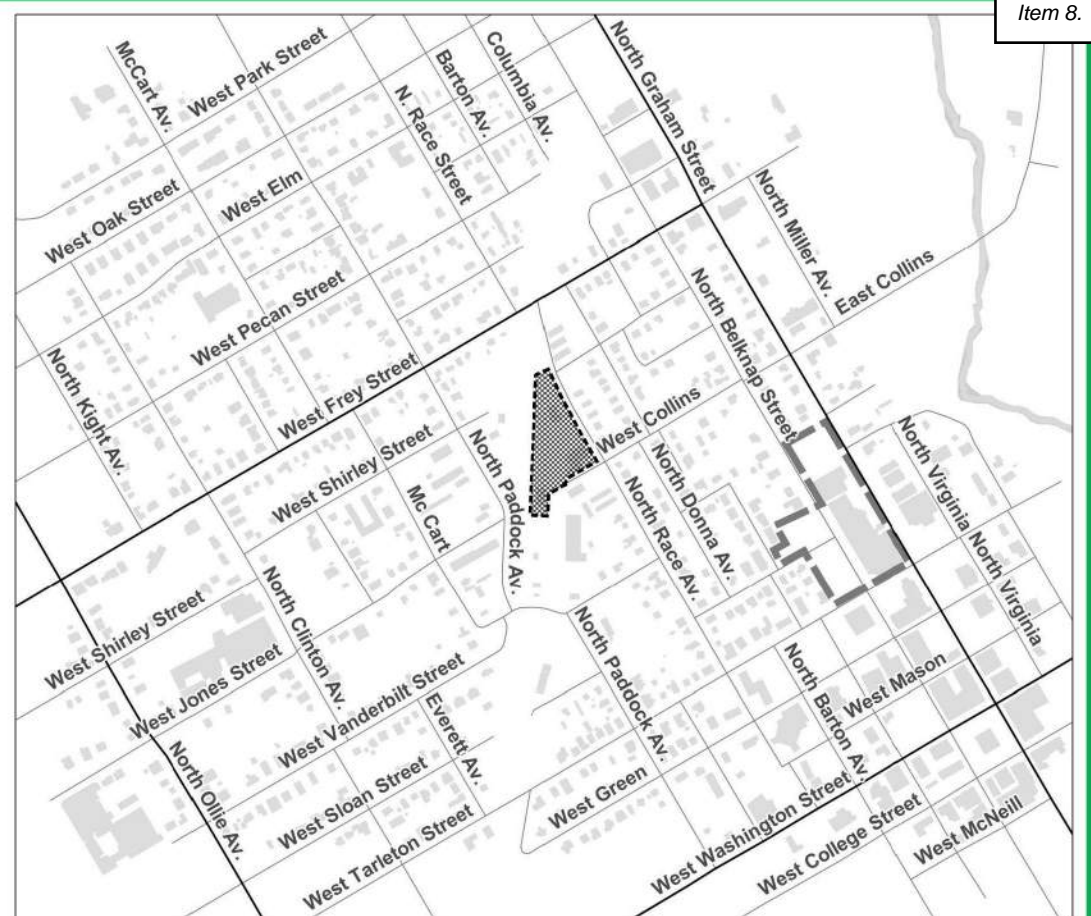 Item 8.
McCart Av.
West Park Street
Barton Av.
Columbia Av.
North Graham Street
N. Race Street
West Oak Street
West Elm
North Miller Av.
East Collins
West Pecan Street
North Belknap Street
North Kight Av.
West Frey Street
West Collins
West Shirley Street
North Paddock Av.
Mc Cart
North Race Av.
North Donna Av.
North Virginia
North Virginia
West Shirley Street
North Clinton Av.
West Jones Street
North Paddock Av.
North Barton Av.
West Mason
West Vanderbilt Street
Everett Av.
North Ollie Av.
West Sloan Street
West Green
West Washington Street
West College Street
West McNeill
West Tarleton Street